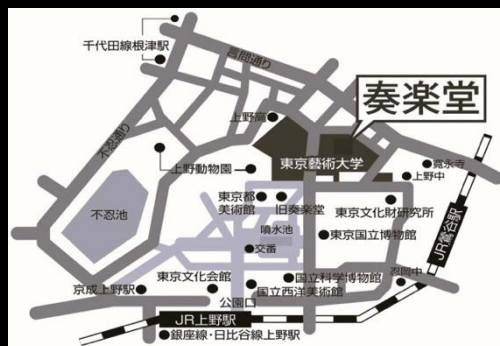 千代田線根津駅
言問通り
不忍通り
上野高
奏楽堂
上野動物園
東京藝術大学
寛永寺
上野中
不忍池
東京都
美術館
旧奏楽堂
東京文化財研究所
噴水池
東京国立博物館
交番
JR鶯谷駅
東京文化会館
国立科学博物館
忍岡中
京成上野駅
国立西洋美術館
公園口
JR上野駅
銀座線・日比谷線上野駅